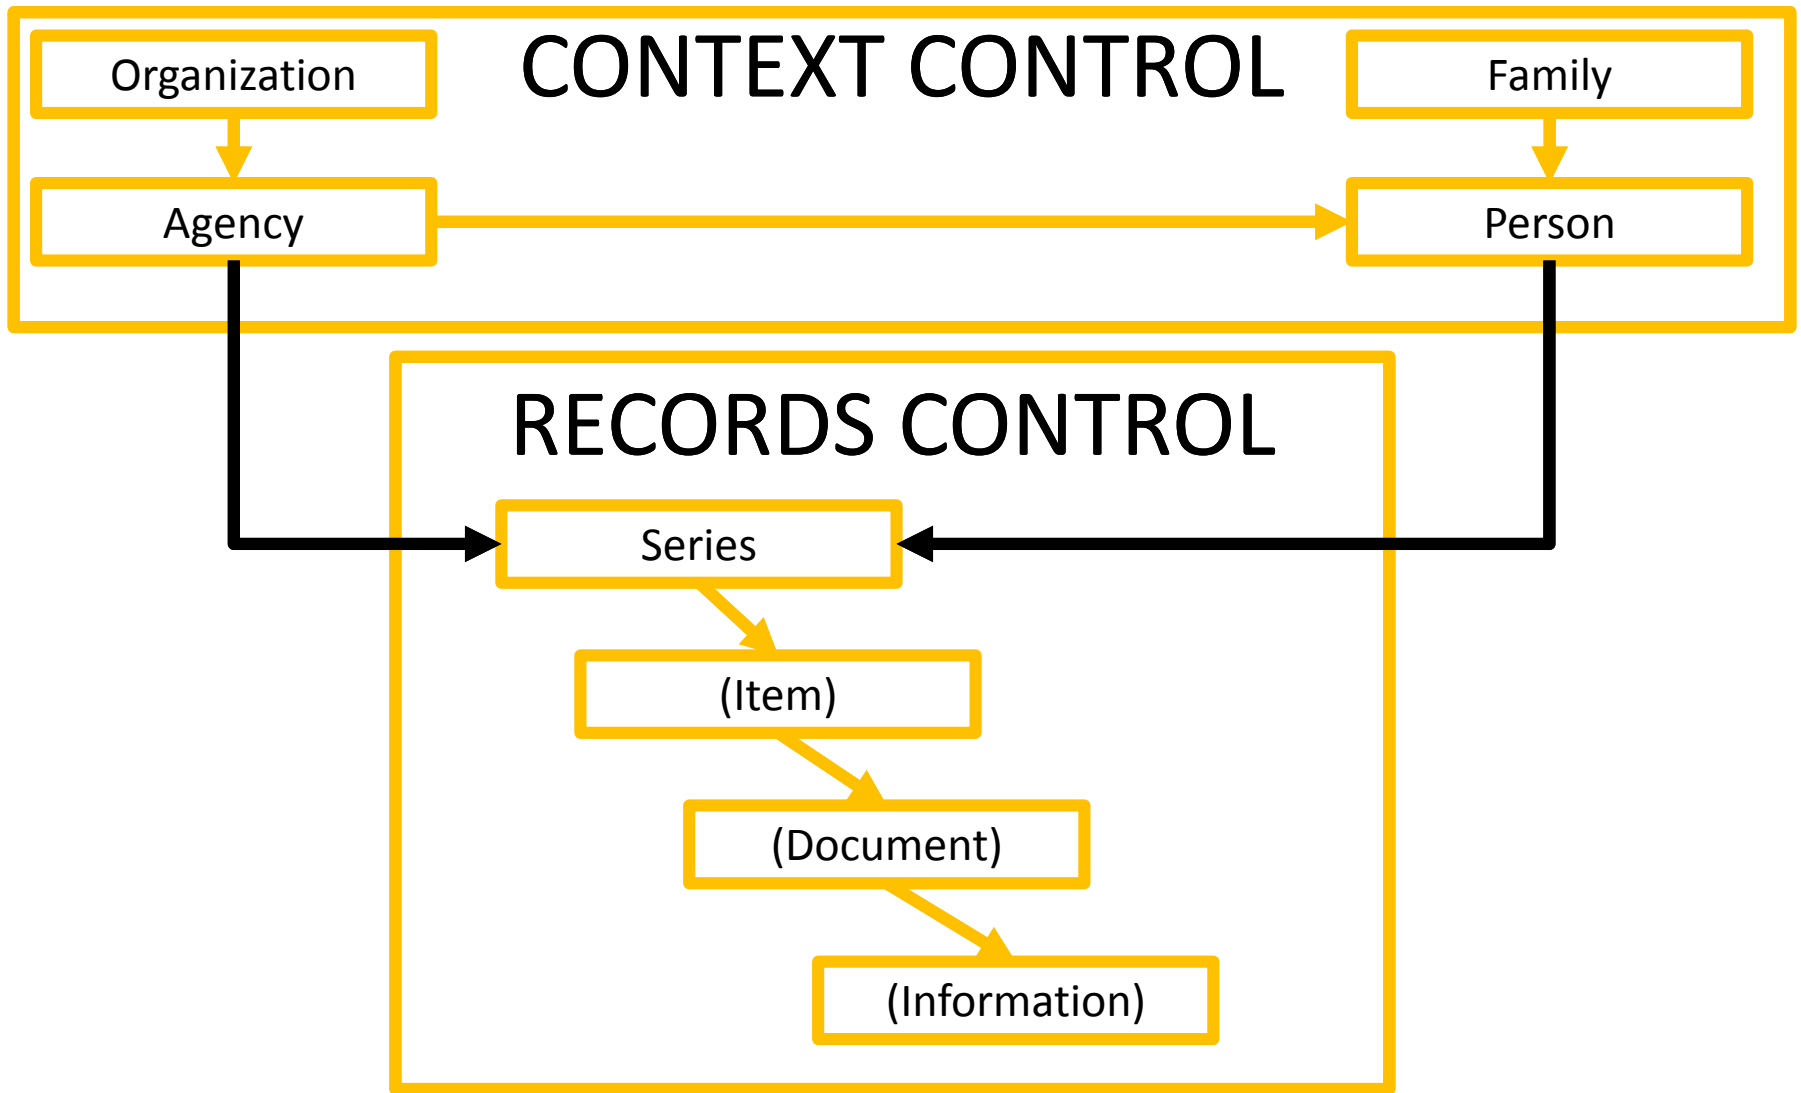 CONTEXT CONTROL
Organization
Family
Agency
Person
RECORDS CONTROL
Series
(Item)
(Document)
(Information)